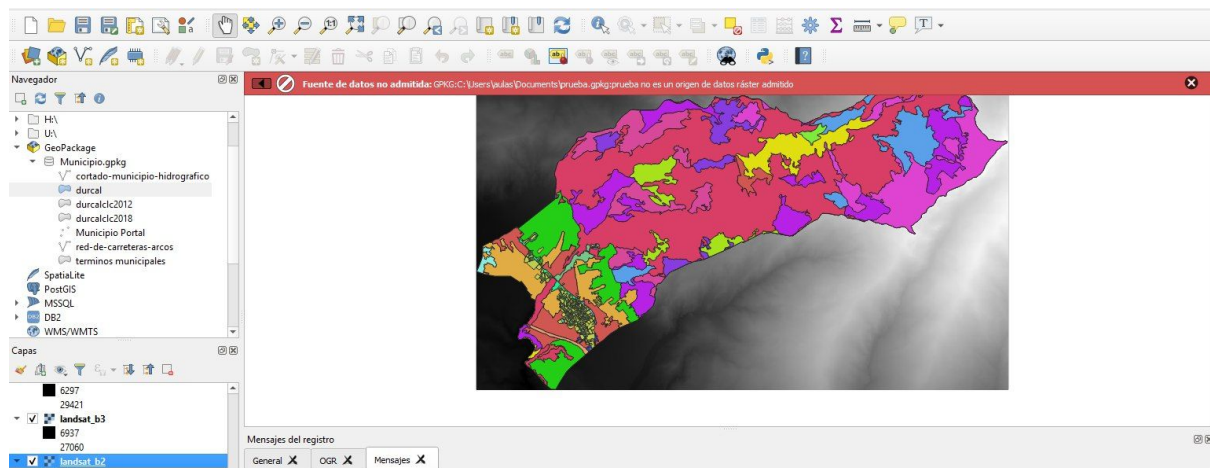 Navegador
Fuente de datos no admitida: GPKG:C:\Users\aulas\Documents\prueba.gpkg:prueba no es un origen de datos ráster admitido
H:\
U:\
GeoPackage
Municipio.gpkg
cortado-municipio-hidrografico
durcal
durcalclc2012
durcalclc2018
Municipio Portal
red-de-carreteras-arcos
terminos municipales
SpatiaLite
PostGIS
MSSQL
DB2
WMS/WMTS
Capas
6297
29421
landsat_b3
6937
27060
landsat_b2
Mensajes del registro
General X OGR X Mensajes X